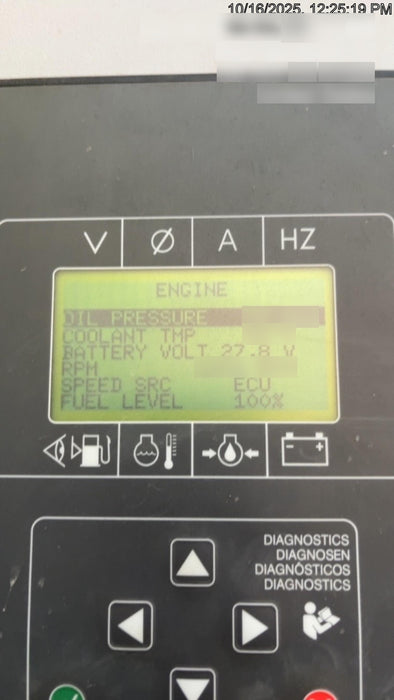 10/16/2025, 12:25:19 PM
V Ø A HZ
ENGINE
OIL PRESSURE
COOLANT TMP
BATTERY VOLT 27.8 V
RPM
SPEED SRC ECU
FUEL LEVEL 100%
DIAGNOSTICS
DIAGNOSEN
DIAGNÓSTICOS
DIAGNOSTICS